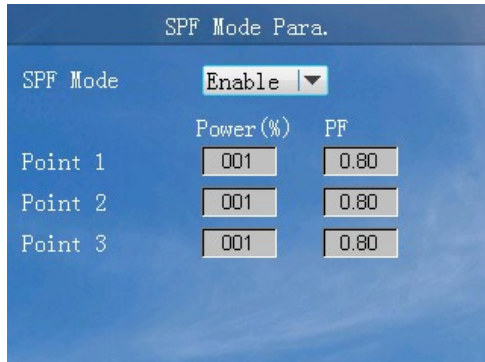 SPF Mode Para.
SPF Mode Enable
Power(%) PF
Point 1 001 0.80
Point 2 001 0.80
Point 3 001 0.80